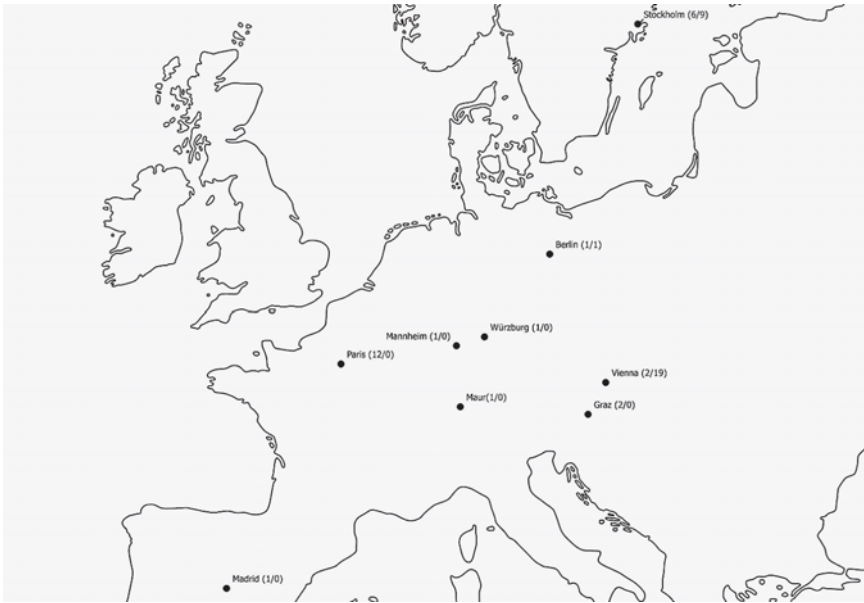 Stockholm (6/9)
Berlin (1/1)
Würzburg (1/0)
Mannheim (1/0)
Paris (12/0)
Vienna (2/19)
Maur(1/0)
Graz (2/0)
Madrid (1/0)